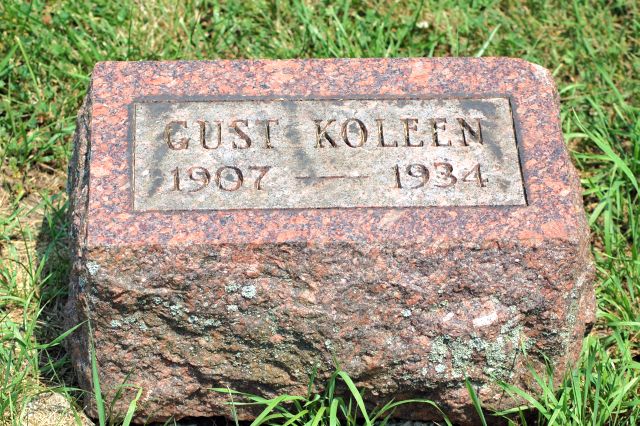 GUST KOLEEN
1907 — 1934